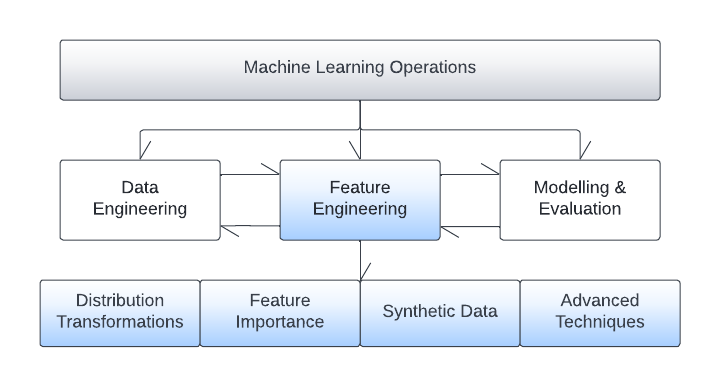 Machine Learning Operations
Data
Engineering
Feature
Engineering
Modelling &
Evaluation
Distribution
Transformations
Feature
Importance
Synthetic Data
Advanced
Techniques